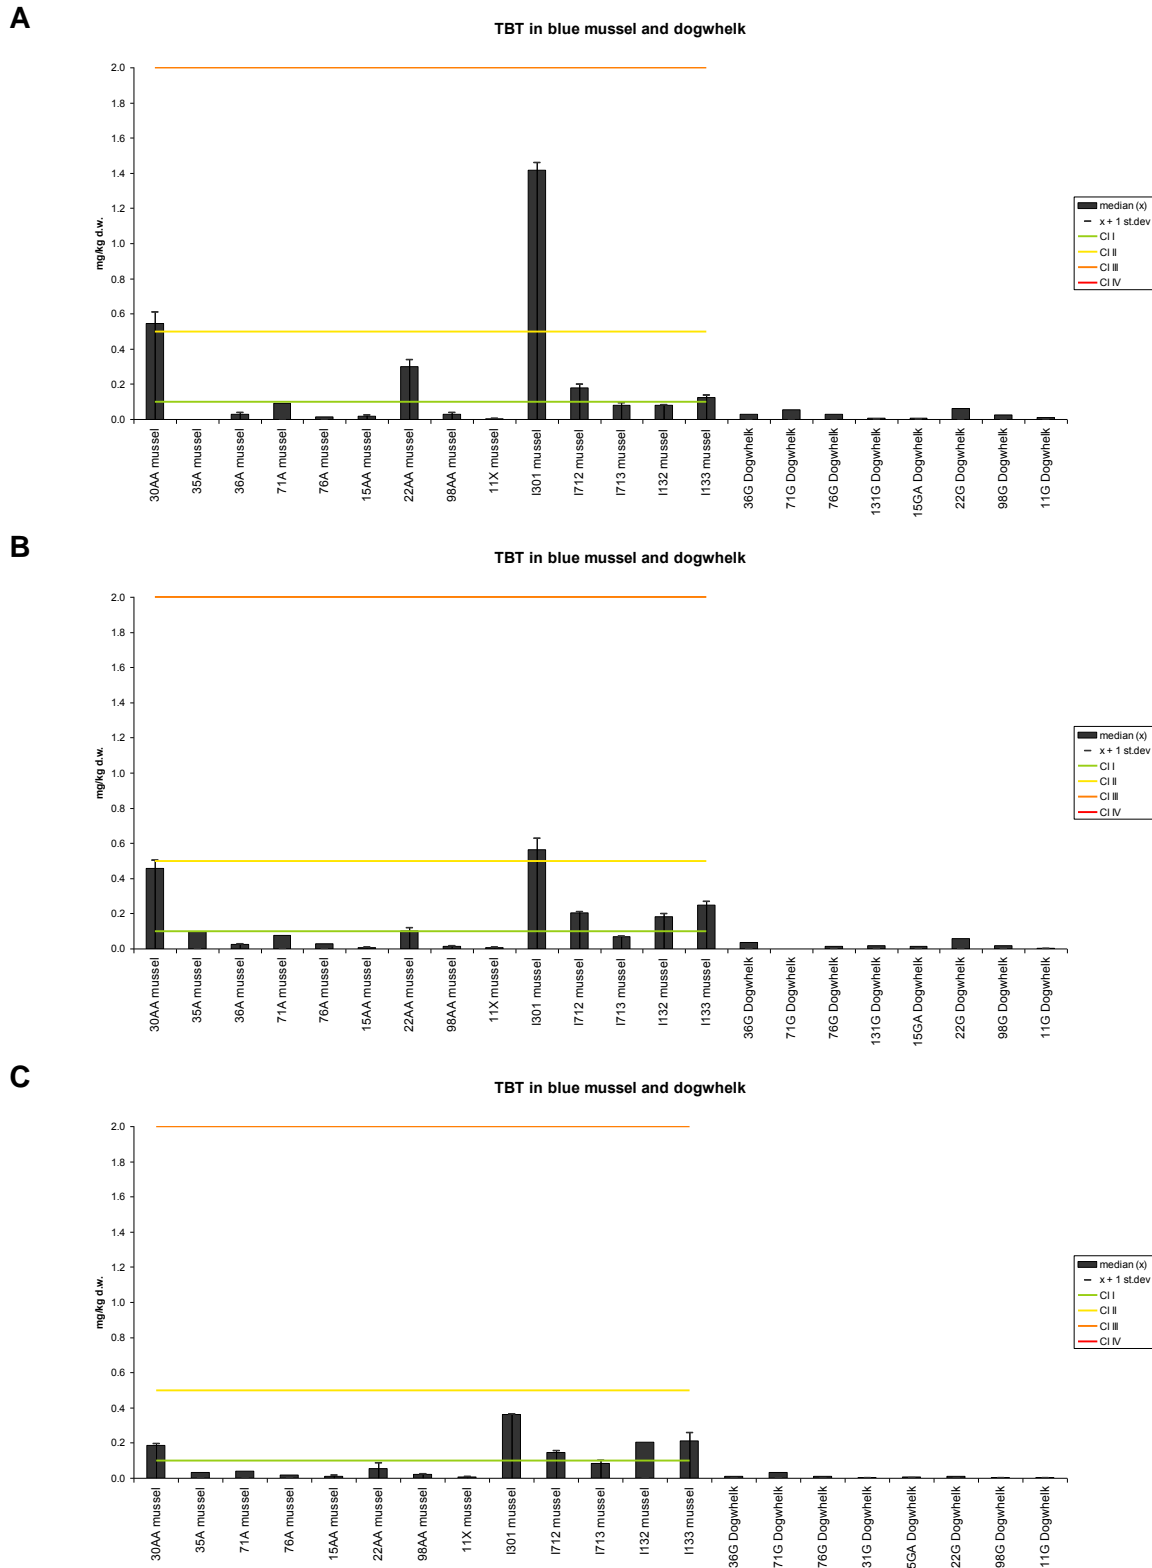 A
TBT in blue mussel and dogwhelk
mg/kg d.w.
2.0
1.8
1.6
1.4
1.2
1.0
0.8
0.6
0.4
0.2
0.0
30AA mussel
35A mussel
36A mussel
71A mussel
76A mussel
15AA mussel
22AA mussel
98AA mussel
11X mussel
I301 mussel
I712 mussel
I713 mussel
I132 mussel
I133 mussel
36G Dogwhelk
71G Dogwhelk
76G Dogwhelk
131G Dogwhelk
15GA Dogwhelk
22G Dogwhelk
98G Dogwhelk
11G Dogwhelk
median (x)
x + 1 st.dev
Cl I
Cl II
Cl III
Cl IV
B
TBT in blue mussel and dogwhelk
mg/kg d.w.
2.0
1.8
1.6
1.4
1.2
1.0
0.8
0.6
0.4
0.2
0.0
30AA mussel
35A mussel
36A mussel
71A mussel
76A mussel
15AA mussel
22AA mussel
98AA mussel
11X mussel
I301 mussel
I712 mussel
I713 mussel
I132 mussel
I133 mussel
36G Dogwhelk
71G Dogwhelk
76G Dogwhelk
131G Dogwhelk
15GA Dogwhelk
22G Dogwhelk
98G Dogwhelk
11G Dogwhelk
median (x)
x + 1 st.dev
Cl I
Cl II
Cl III
Cl IV
C
TBT in blue mussel and dogwhelk
mg/kg d.w.
2.0
1.8
1.6
1.4
1.2
1.0
0.8
0.6
0.4
0.2
0.0
30AA mussel
35A mussel
71A mussel
76A mussel
15AA mussel
22AA mussel
98AA mussel
11X mussel
I301 mussel
I712 mussel
I713 mussel
I132 mussel
I133 mussel
36G Dogwhelk
71G Dogwhelk
76G Dogwhelk
31G Dogwhelk
5GA Dogwhelk
22G Dogwhelk
98G Dogwhelk
11G Dogwhelk
median (x)
x + 1 st.dev
Cl I
Cl II
Cl III
Cl IV